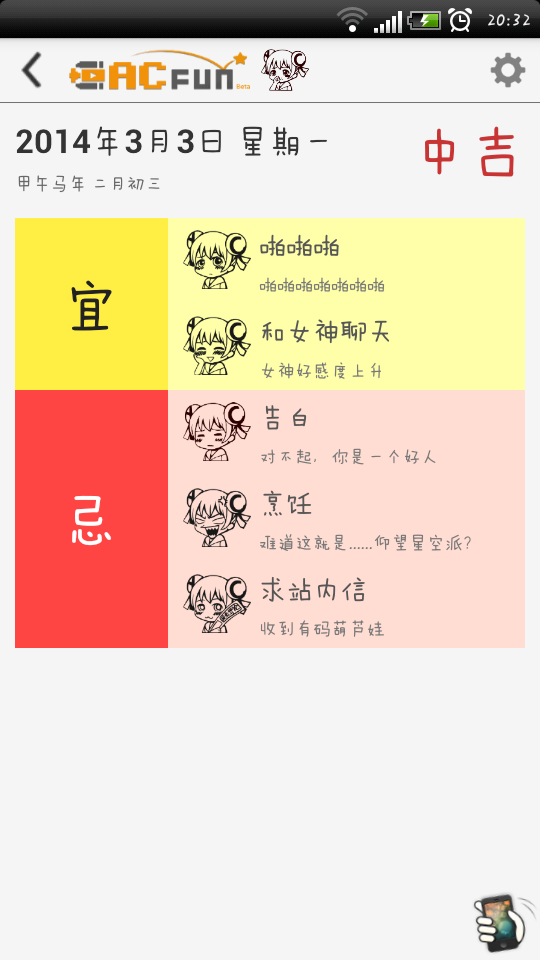 20:32
ACFUN Beta
2014年3月3日 星期一
中吉
甲午马年 二月初三
宜
啪啪啪
啪啪啪啪啪啪啪
和女神聊天
女神好感度上升
忌
告白
对不起，你是一个好人
烹饪
难道这就是……仰望星空派？
求站内信
收到有码葫芦娃